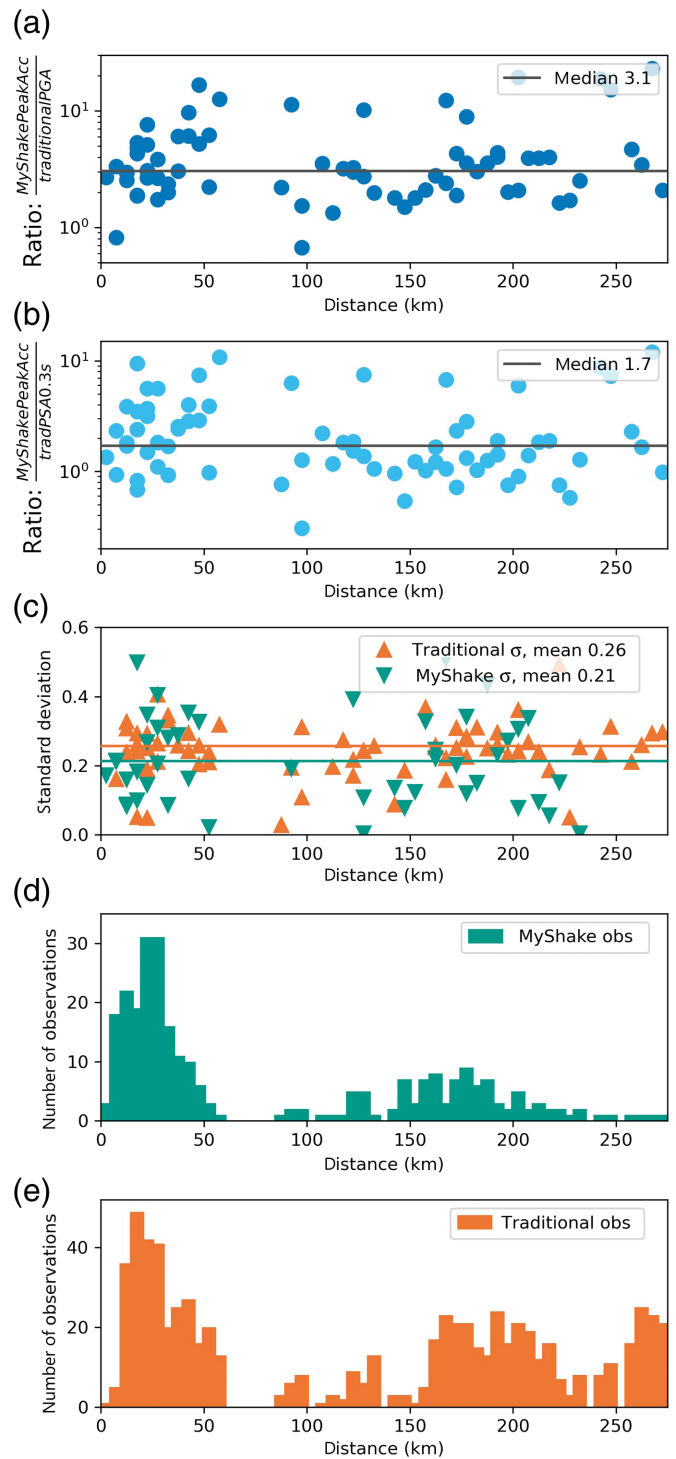 (a)
Ratio: MyShakePeakAcc / traditionalPGA
10¹
10⁰
Median 3.1
0 50 100 150 200 250
Distance (km)
(b)
Ratio: MyShakePeakAcc / tradPSA0.3s
10¹
10⁰
Median 1.7
0 50 100 150 200 250
Distance (km)
(c)
Standard deviation
0.6
0.4
0.2
0.0
Traditional σ, mean 0.26
MyShake σ, mean 0.21
0 50 100 150 200 250
Distance (km)
(d)
Number of observations
30
20
10
0
MyShake obs
0 50 100 150 200 250
Distance (km)
(e)
Number of observations
40
20
0
Traditional obs
0 50 100 150 200 250
Distance (km)